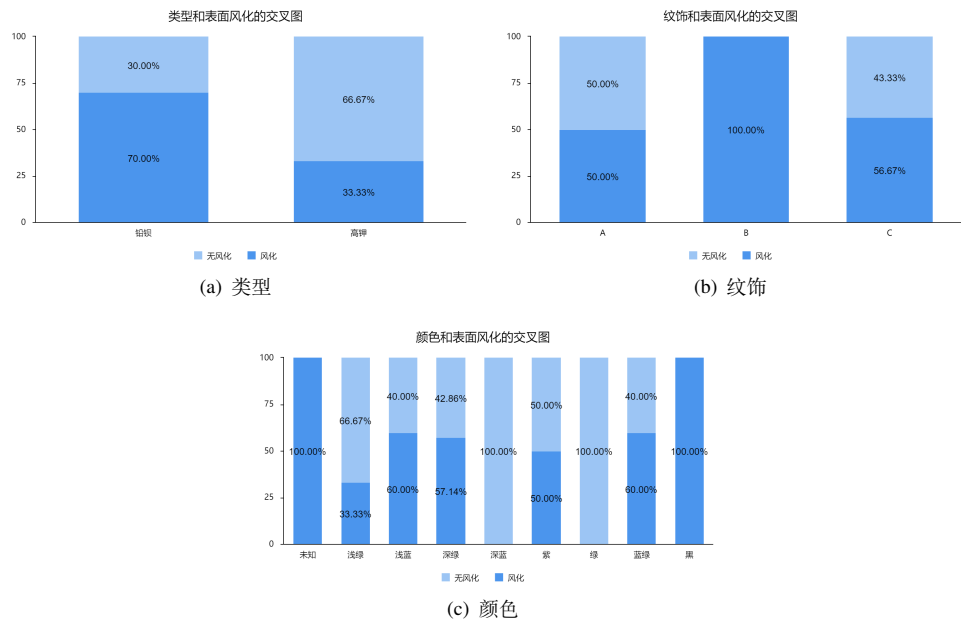 类型和表面风化的交叉图
100
75
50
25
0
30.00%
70.00%
66.67%
33.33%
铅钡
高钾
无风化 风化
(a) 类型
纹饰和表面风化的交叉图
100
75
50
25
0
50.00%
50.00%
100.00%
43.33%
56.67%
A
B
C
无风化 风化
(b) 纹饰
颜色和表面风化的交叉图
100
75
50
25
0
100.00%
66.67%
33.33%
40.00%
60.00%
42.86%
57.14%
100.00%
50.00%
50.00%
100.00%
40.00%
60.00%
100.00%
未知
浅绿
浅蓝
深绿
深蓝
紫
绿
蓝绿
黑
无风化 风化
(c) 颜色